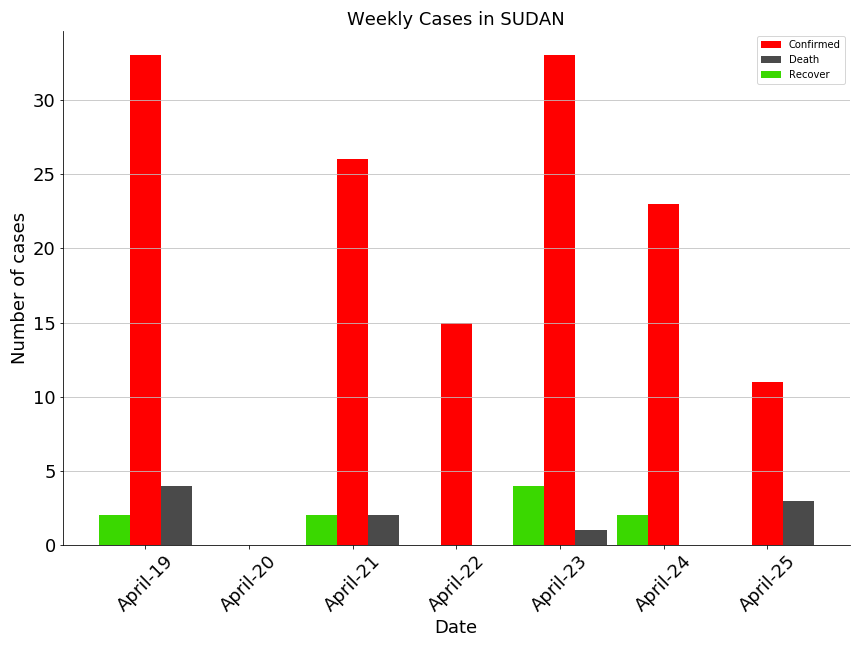 Weekly Cases in SUDAN
Confirmed
Death
Recover
Number of cases
30
25
20
15
10
5
0
April-19
April-20
April-21
April-22
April-23
April-24
April-25
Date